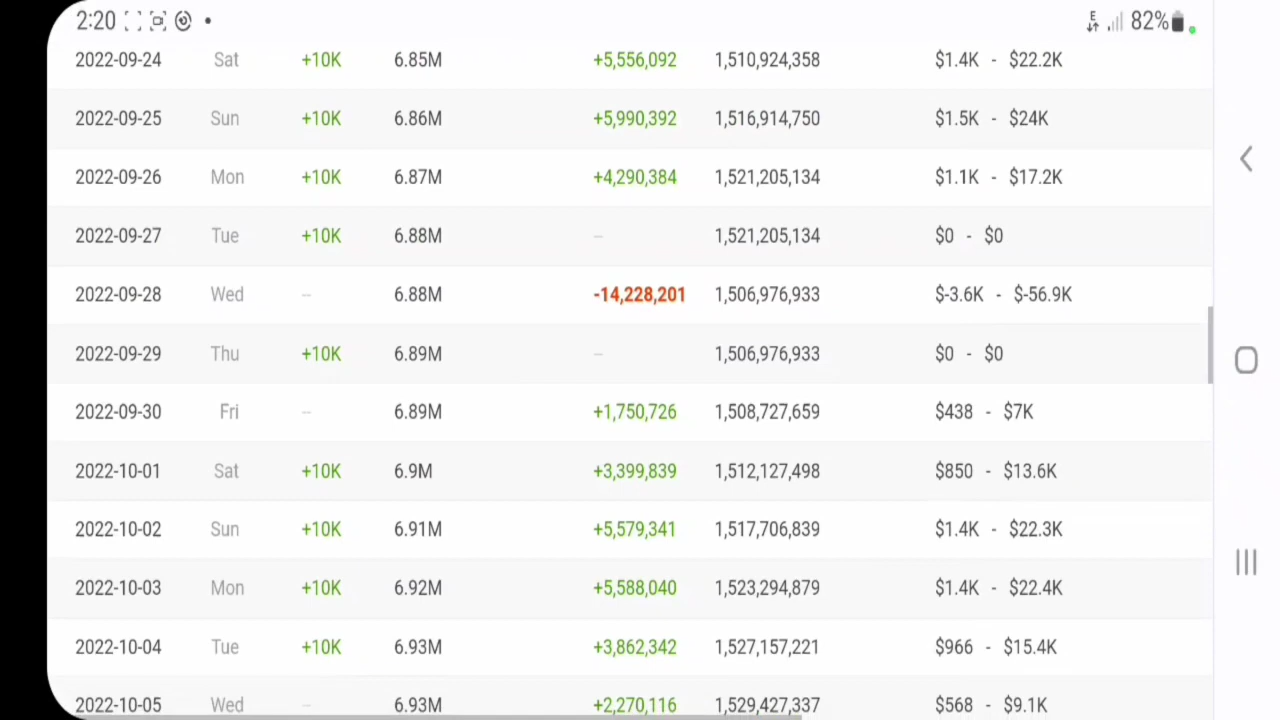 2:20 82%
2022-09-24 Sat +10K 6.85M +5,556,092 1,510,924,358 $1.4K - $22.2K
2022-09-25 Sun +10K 6.86M +5,990,392 1,516,914,750 $1.5K - $24K
2022-09-26 Mon +10K 6.87M +4,290,384 1,521,205,134 $1.1K - $17.2K
2022-09-27 Tue +10K 6.88M -- 1,521,205,134 $0 - $0
2022-09-28 Wed -- 6.88M -14,228,201 1,506,976,933 $-3.6K - $-56.9K
2022-09-29 Thu +10K 6.89M -- 1,506,976,933 $0 - $0
2022-09-30 Fri -- 6.89M +1,750,726 1,508,727,659 $438 - $7K
2022-10-01 Sat +10K 6.9M +3,399,839 1,512,127,498 $850 - $13.6K
2022-10-02 Sun +10K 6.91M +5,579,341 1,517,706,839 $1.4K - $22.3K
2022-10-03 Mon +10K 6.92M +5,588,040 1,523,294,879 $1.4K - $22.4K
2022-10-04 Tue +10K 6.93M +3,862,342 1,527,157,221 $966 - $15.4K
2022-10-05 Wed -- 6.93M +2,270,116 1,529,427,337 $568 - $9.1K